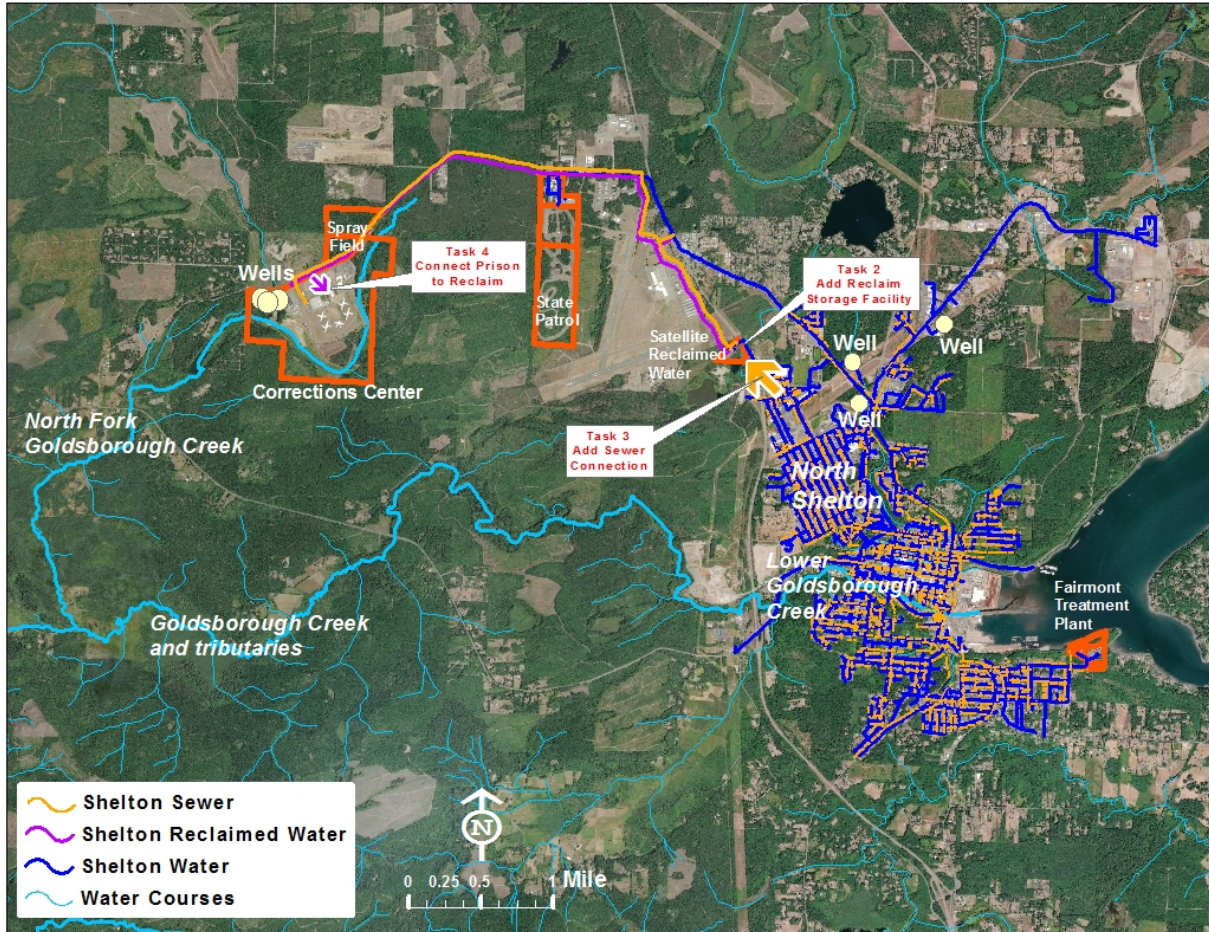 Spray
Field
Task 4
Connect Prison
to Reclaim
Wells
Corrections Center
State
Patrol
Task 2
Add Reclaim
Storage Facility
Satellite
Reclaimed
Water
Well
Well
Well
Task 3
Add Sewer
Connection
North Fork
Goldsborough Creek
North
Shelton
Lower
Goldsborough
Creek
Fairmont
Treatment
Plant
Goldsborough Creek
and tributaries
Shelton Sewer
Shelton Reclaimed Water
Shelton Water
Water Courses
N
0 0.25 0.5 1 Mile